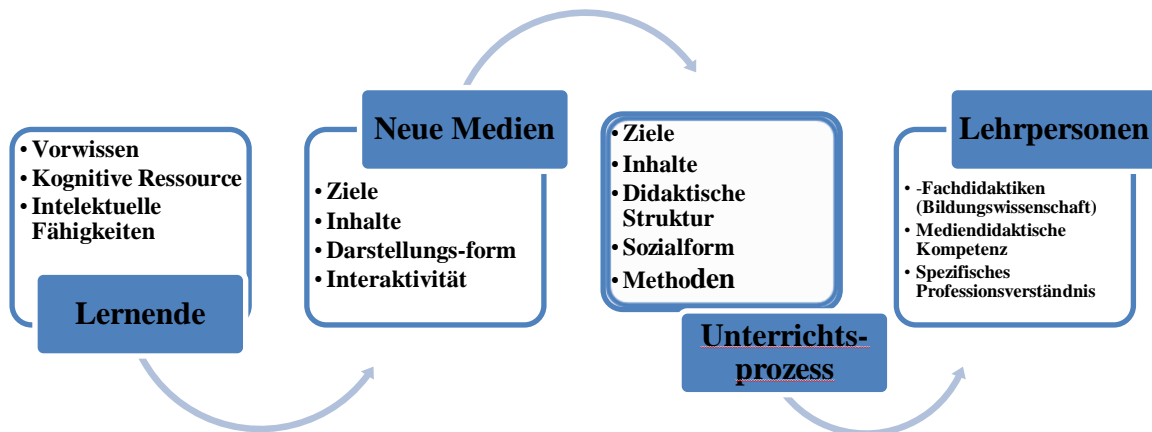 • Vorwissen
• Kognitive Ressource
• Intelektuelle
Fähigkeiten
Lernende
Neue Medien
• Ziele
• Inhalte
• Darstellungs-form
• Interaktivität
• Ziele
• Inhalte
• Didaktische
Struktur
• Sozialform
• Methoden
Unterrichts-
prozess
Lehrpersonen
• -Fachdidaktiken
(Bildungswissenschaft)
• Mediendidaktische
Kompetenz
• Spezifisches
Professionsverständnis